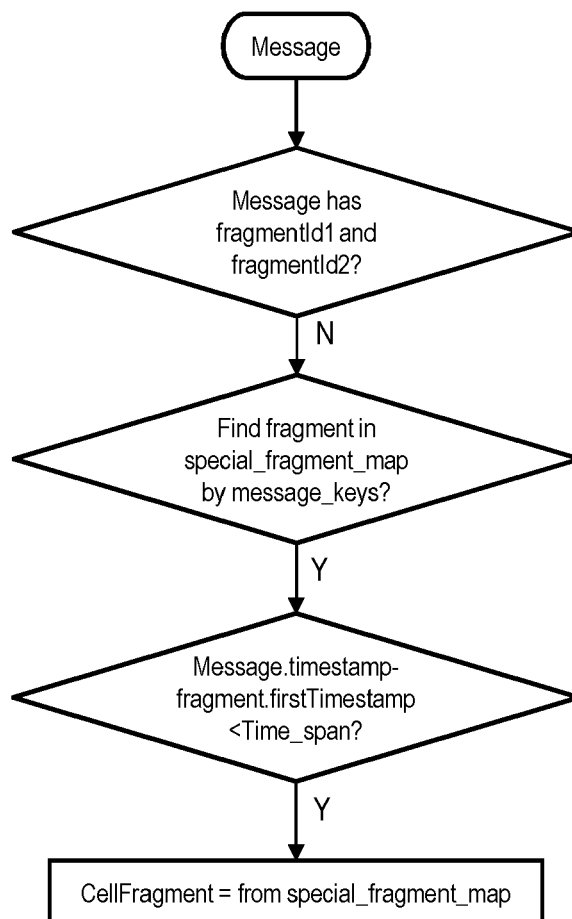 Message
Message has
fragmentId1 and
fragmentId2?
N
Find fragment in
special_fragment_map
by message_keys?
Y
Message.timestamp-
fragment.firstTimestamp
<Time_span?
Y
CellFragment = from special_fragment_map